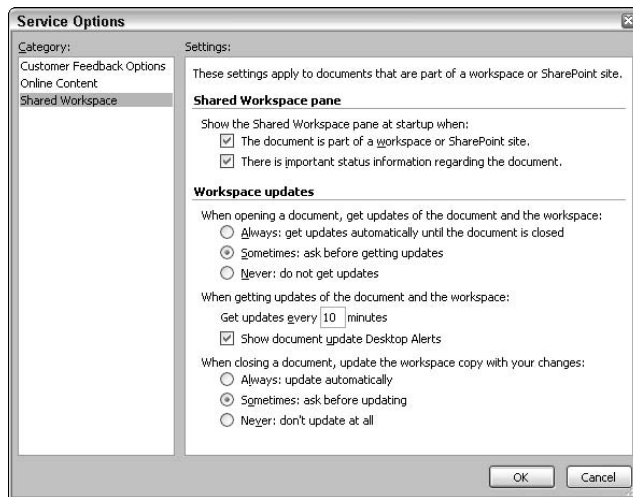 Service Options
Category:
Settings:
Customer Feedback Options
Online Content
Shared Workspace
These settings apply to documents that are part of a workspace or SharePoint site.
Shared Workspace pane
Show the Shared Workspace pane at startup when:
The document is part of a workspace or SharePoint site.
There is important status information regarding the document.
Workspace updates
When opening a document, get updates of the document and the workspace:
Always: get updates automatically until the document is closed
Sometimes: ask before getting updates
Never: do not get updates
When getting updates of the document and the workspace:
Get updates every 10 minutes
Show document update Desktop Alerts
When closing a document, update the workspace copy with your changes:
Always: update automatically
Sometimes: ask before updating
Never: don't update at all
OK Cancel